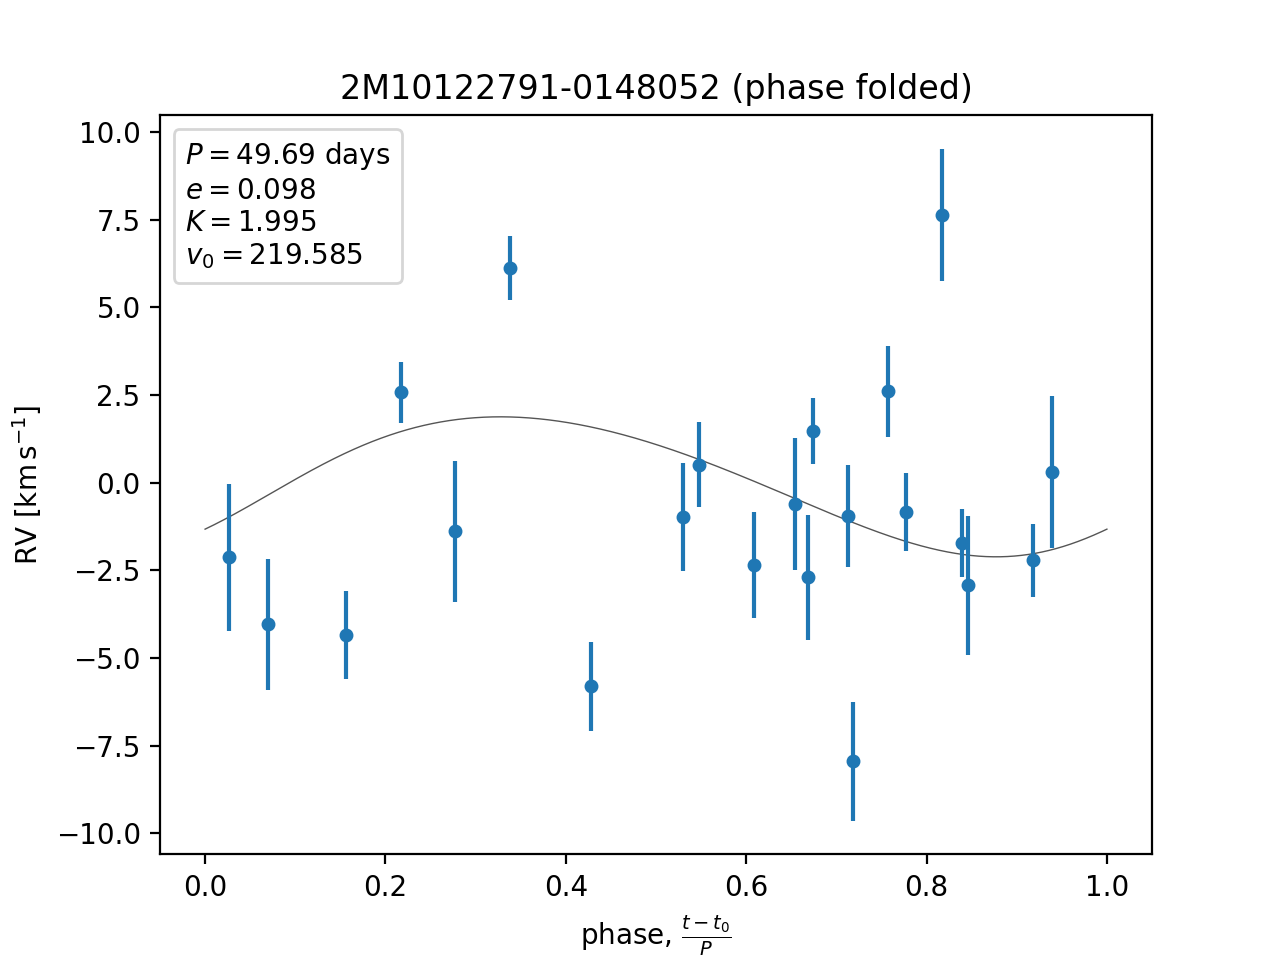 2M10122791-0148052 (phase folded)
P = 49.69 days
e = 0.098
K = 1.995
v₀ = 219.585
10.0
7.5
5.0
2.5
0.0
−2.5
−5.0
−7.5
−10.0
RV [km s⁻¹]
0.0 0.2 0.4 0.6 0.8 1.0
phase, (t − t₀)/P